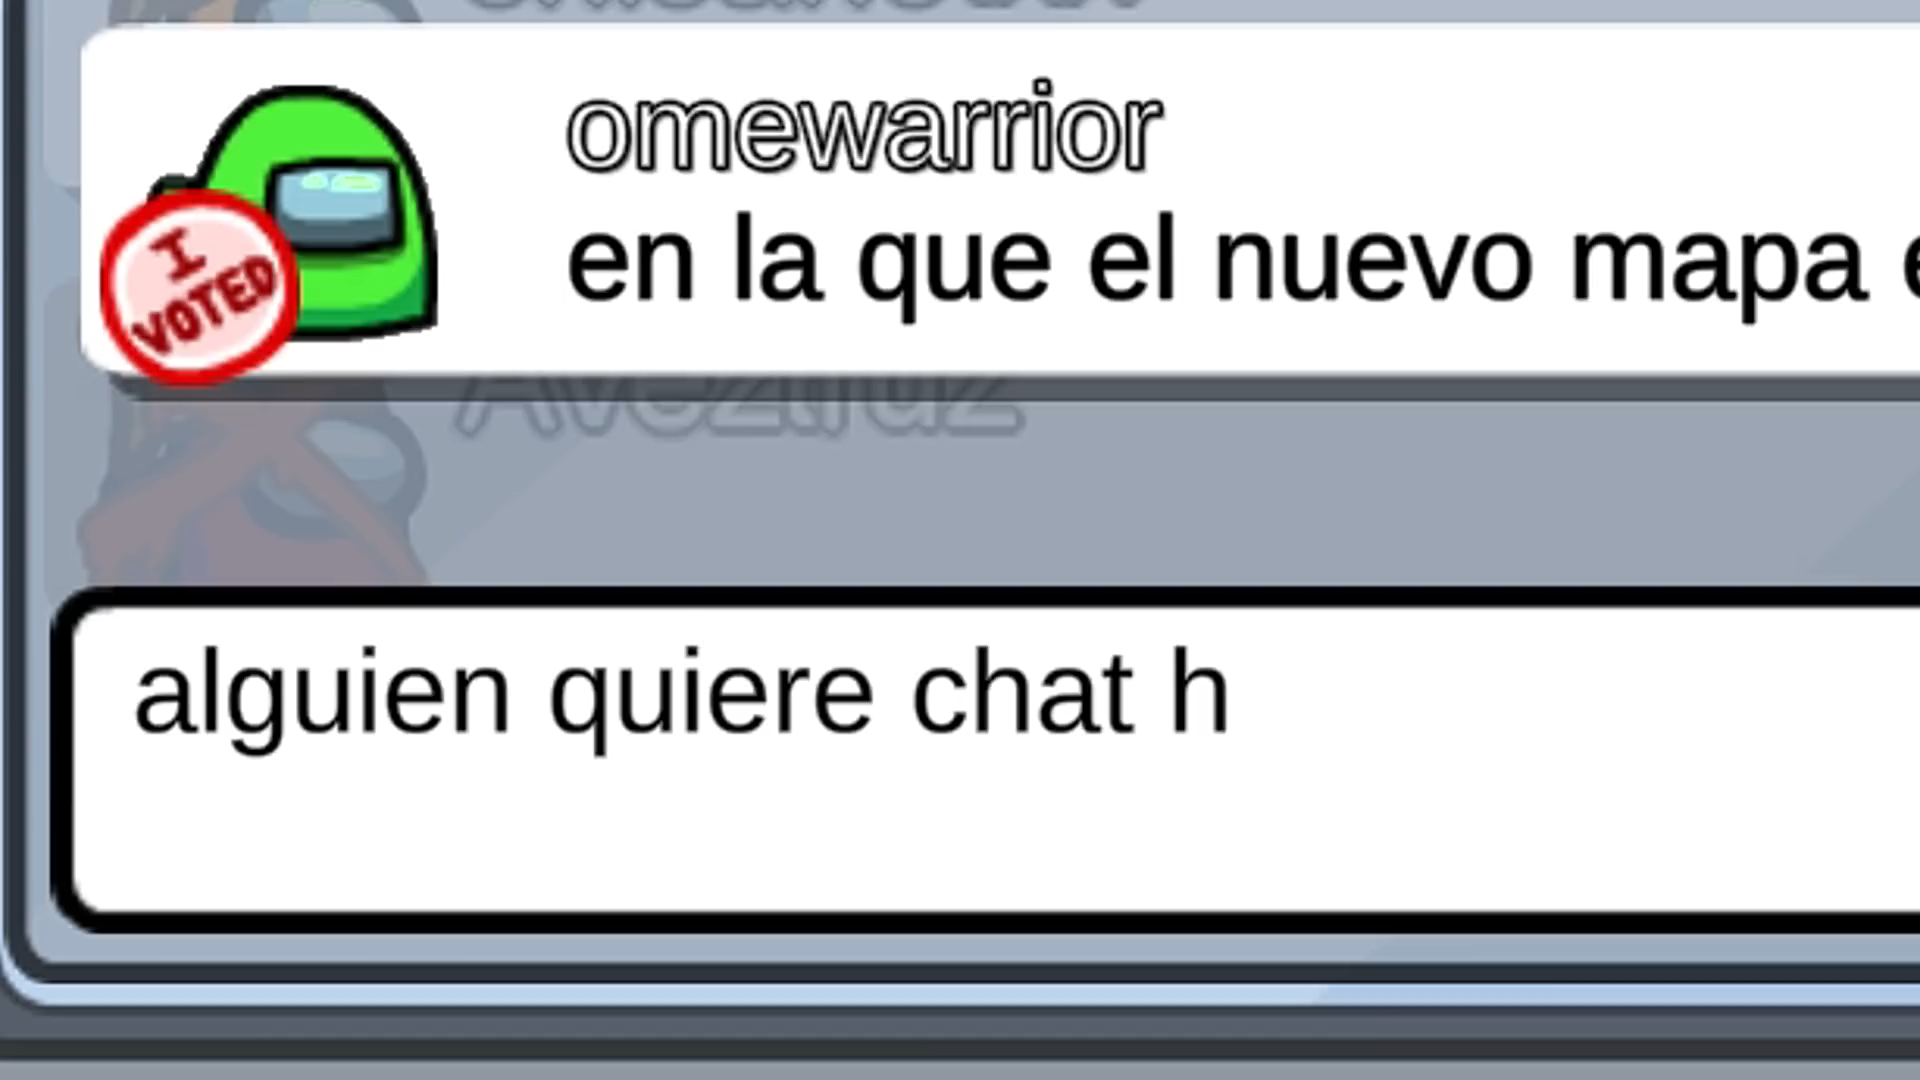 omewarrior
en la que el nuevo mapa
I
VOTED
alguien quiere chat h